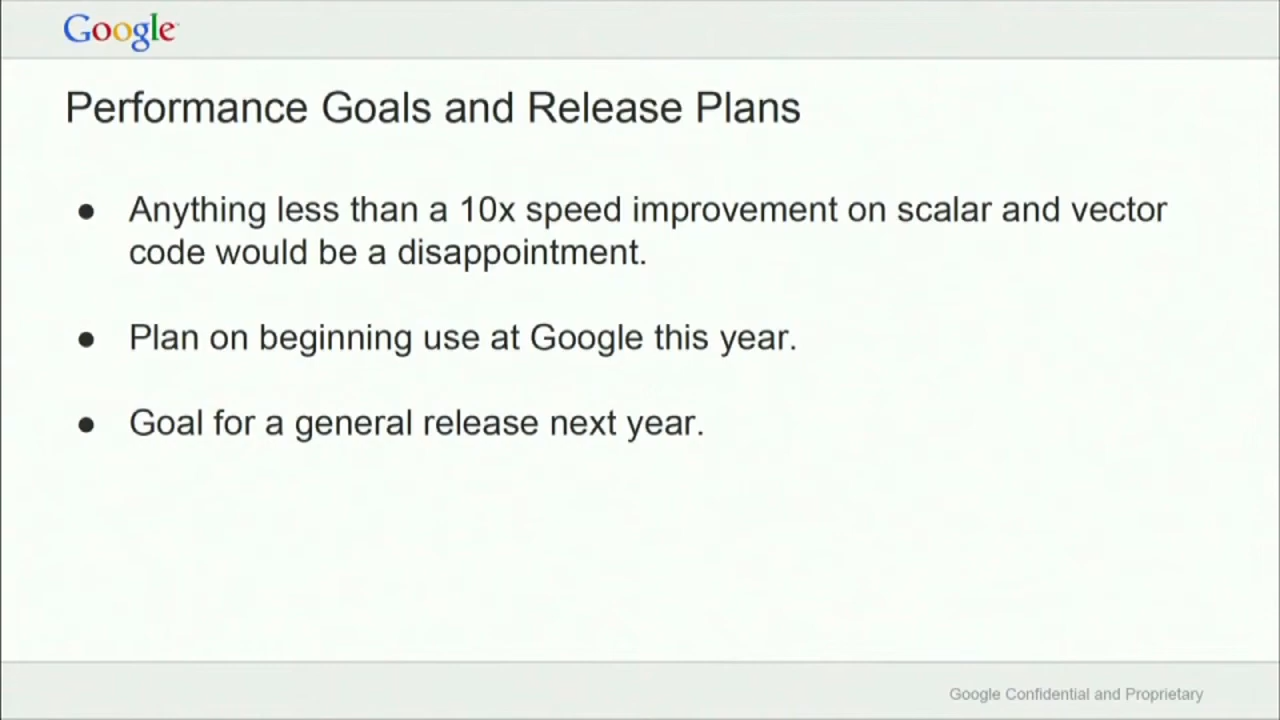 Google
Performance Goals and Release Plans
● Anything less than a 10x speed improvement on scalar and vector
code would be a disappointment.
● Plan on beginning use at Google this year.
● Goal for a general release next year.
Google Confidential and Proprietary